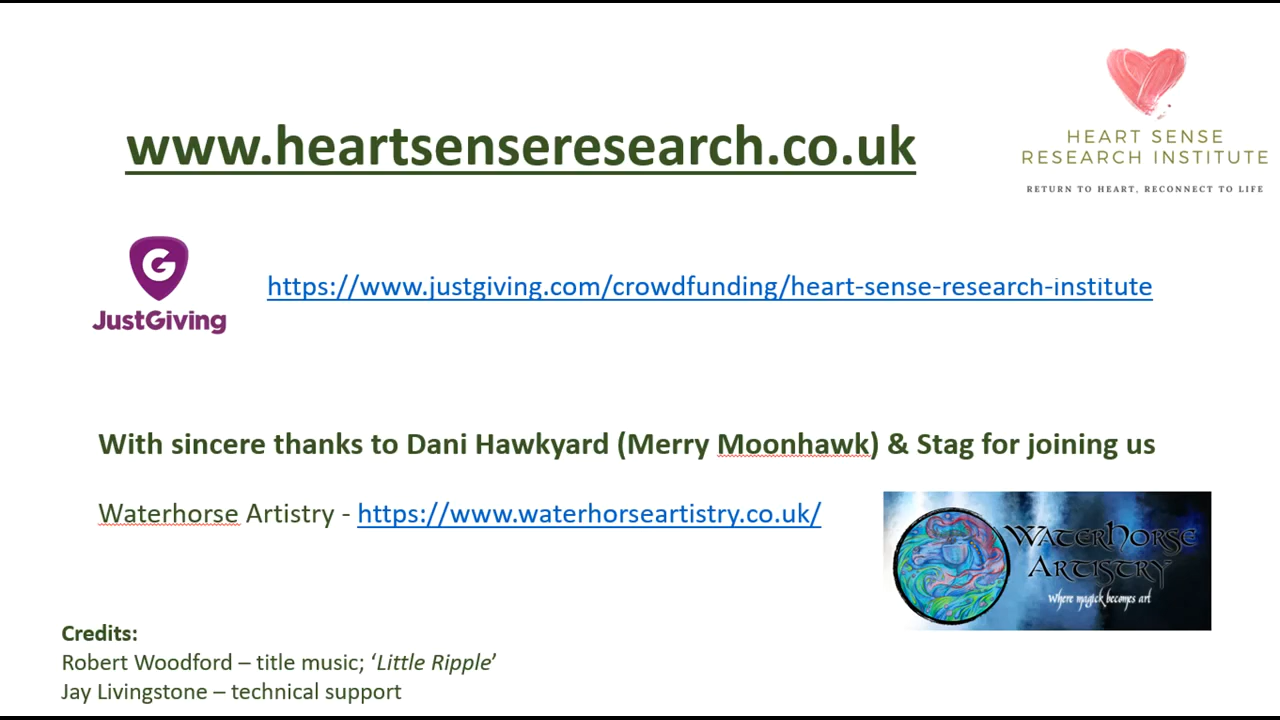 www.heartsenseresearch.co.uk
HEART SENSE
RESEARCH INSTITUTE
RETURN TO HEART, RECONNECT TO LIFE
G
JustGiving
https://www.justgiving.com/crowdfunding/heart-sense-research-institute
With sincere thanks to Dani Hawkyard (Merry Moonhawk) & Stag for joining us
Waterhorse Artistry - https://www.waterhorseartistry.co.uk/
WATERHORSE
ARTISTRY
Where magick becomes art
Credits:
Robert Woodford – title music; ‘Little Ripple’
Jay Livingstone – technical support